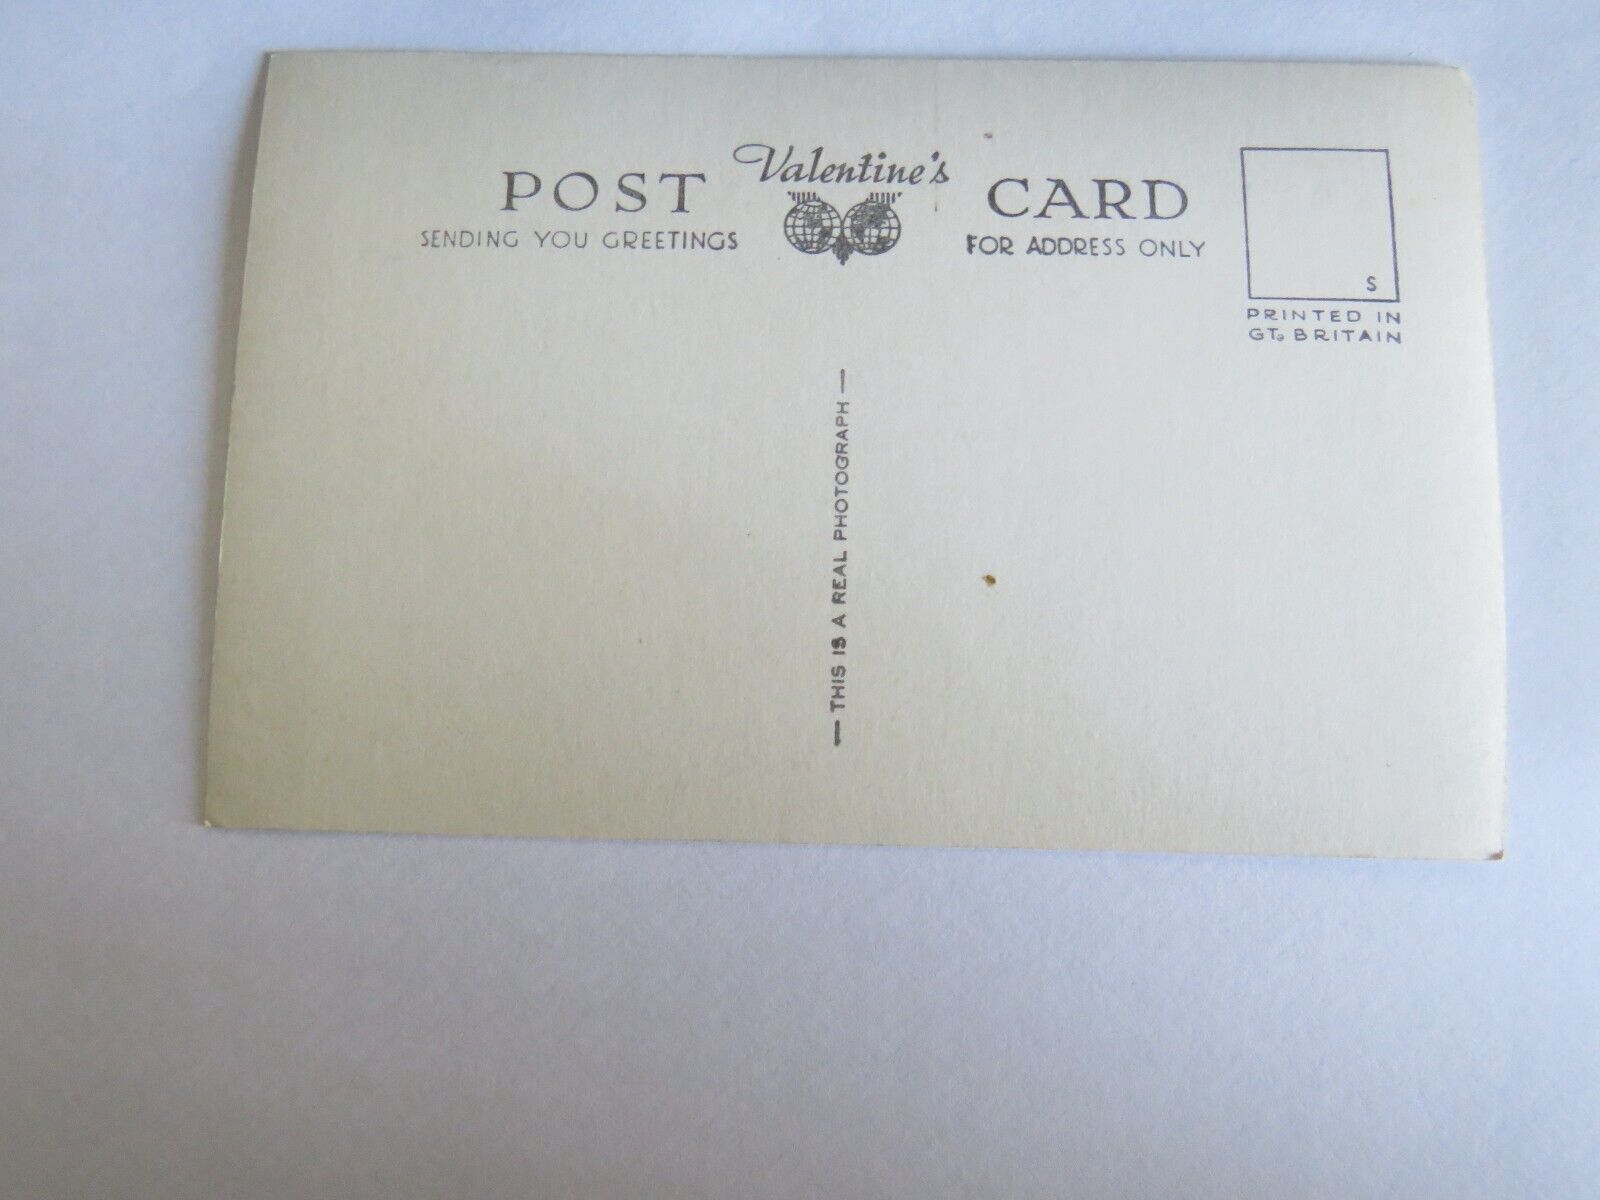 Valentine's
POST CARD
SENDING YOU GREETINGS
FOR ADDRESS ONLY
S
PRINTED IN
GT. BRITAIN
— THIS IS A REAL PHOTOGRAPH —